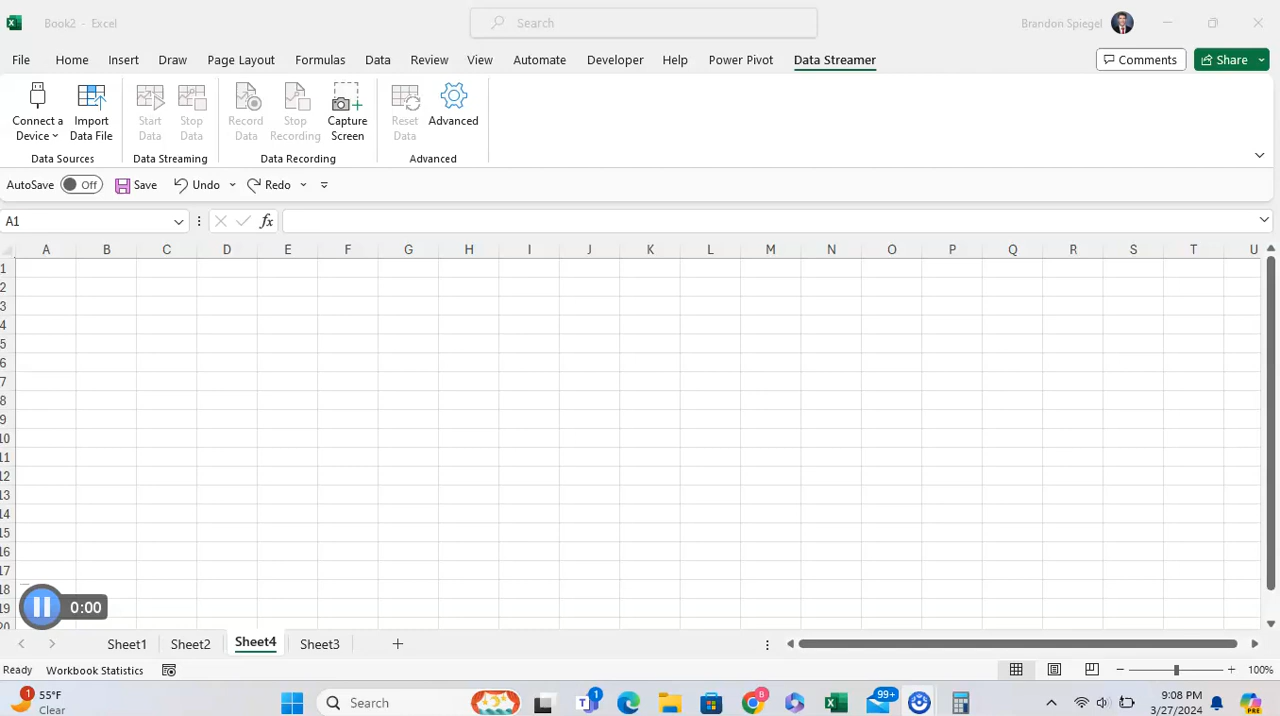 Book2 - Excel
Search
Brandon Spiegel
File Home Insert Draw Page Layout Formulas Data Review View Automate Developer Help Power Pivot Data Streamer
Comments Share
Connect a Device
Import Data File
Start Data
Stop Data
Record Data
Stop Recording
Capture Screen
Reset Data
Advanced
Data Sources Data Streaming Data Recording Advanced
AutoSave Off Save Undo Redo
A1 fx
A B C D E F G H I J K L M N O P Q R S T U
1
2
3
4
5
6
7
8
9
10
11
12
13
14
15
16
17
18
19
20
0:00
Sheet1 Sheet2 Sheet4 Sheet3 +
Ready Workbook Statistics 100%
1 55°F
Clear
Search
1
B
99+
9:08 PM
3/27/2024
PRE